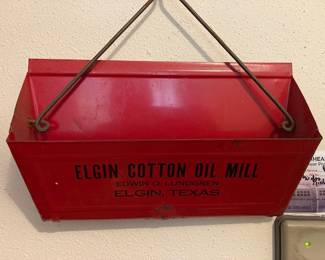 ELGIN COTTON OIL MILL
EDWIN O. LUNDGREN
ELGIN, TEXAS